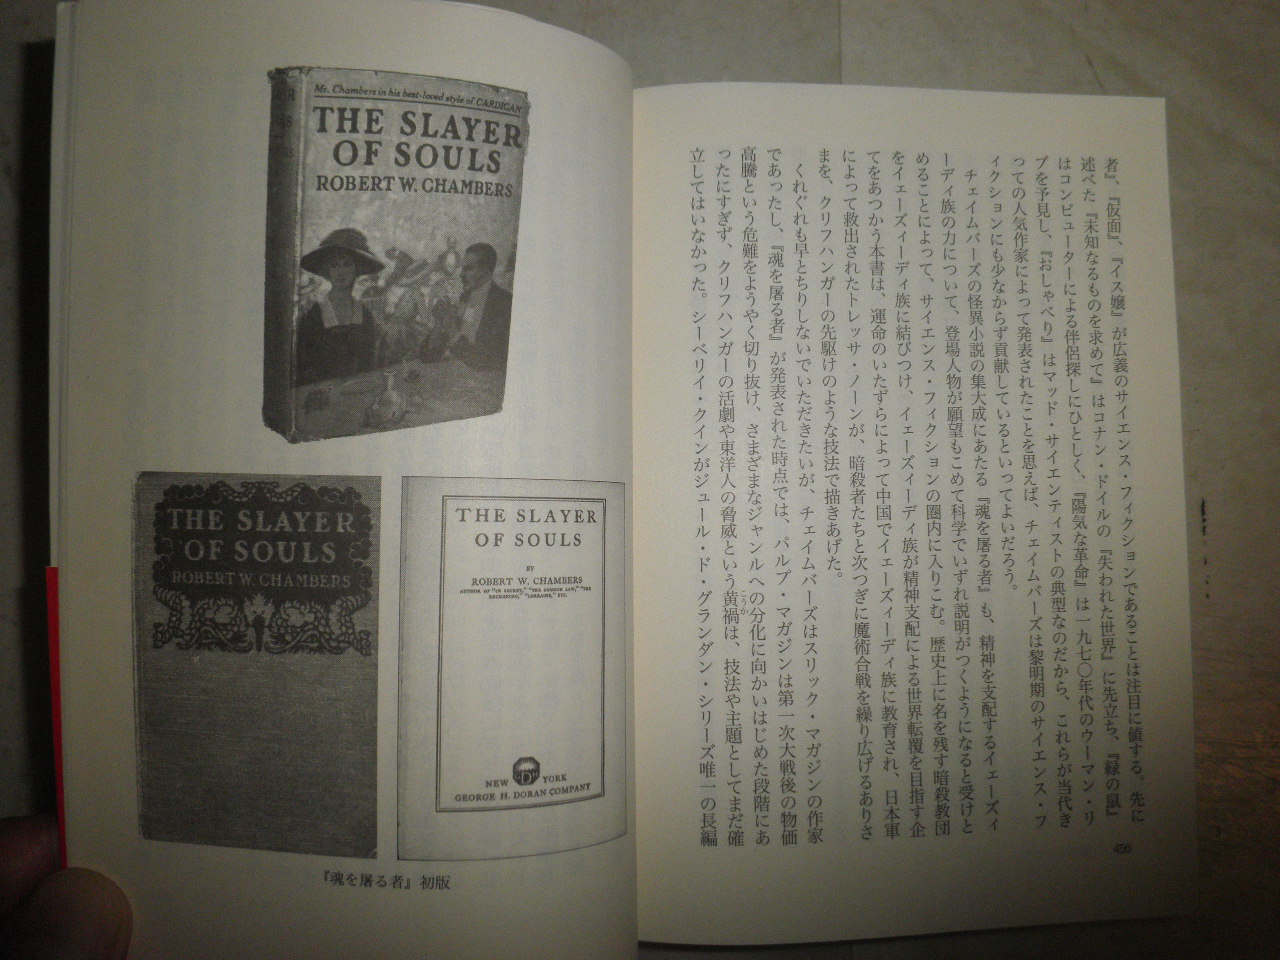 者』、『仮面』、『イス嬢』が広義のサイエンス・フィクションであることは注目に値する。先に
述べた『未知なるものを求めて』はコナン・ドイルの『失われた世界』に先立ち、『緑の鼠』
はコンピューターによる伴侶探しにひとしく、『陽気な革命』は一九七〇年代のウーマン・リ
ブを予見し、『おしゃべり』はマッド・サイエンティストの典型なのだから、これらが当代き
っての人気作家によって発表されたことを思えば、チェイムバーズは黎明期のサイエンス・フ
ィクションにも少なからず貢献しているといってよいだろう。
チェイムバーズの怪異小説の集大成にあたる『魂を屠る者』も、精神を支配するイェーズィ
ーディ族の力について、登場人物が願望もこめて科学でいずれ説明がつくようになると受けと
めることによって、サイエンス・フィクションの圏内に入りこむ。歴史上に名を残す暗殺教団
をイェーズィーディ族に結びつけ、イェーズィーディ族が精神支配による世界転覆を目指す企
てをあつかう本書は、運命のいたずらによって中国でイェーズィーディ族に教育され、日本軍
によって救出されたトレッサ・ノーンが、暗殺者たちと次つぎに魔術合戦を繰り広げるありさ
まを、クリフハンガーの先駆けのような技法で描きあげた。
くれぐれも早とちりしないでいただきたいが、チェイムバーズはスリック・マガジンの作家
であったし、『魂を屠る者』が発表された時点では、パルプ・マガジンは第一次大戦後の物価
高騰という危難をようやく切り抜け、さまざまなジャンルへの分化に向かいはじめた段階にあ
ったにすぎず、クリフハンガーの活劇や東洋人の脅威という黄禍は、技法や主題としてまだ確
こうか
立してはいなかった。シーベリイ・クインがジュール・ド・グランダン・シリーズ唯一の長編
450
Mr. Chambers in his best-loved style of CARDIGAN
THE SLAYER
OF SOULS
ROBERT W. CHAMBERS
THE SLAYER
OF SOULS
ROBERT W. CHAMBERS
THE SLAYER
OF SOULS
BY
ROBERT W. CHAMBERS
AUTHOR OF "IN SECRET," "THE COMMON LAW," "THE
RECKONING," "LORRAINE," ETC.
D
NEW YORK
GEORGE H. DORAN COMPANY
『魂を屠る者』初版